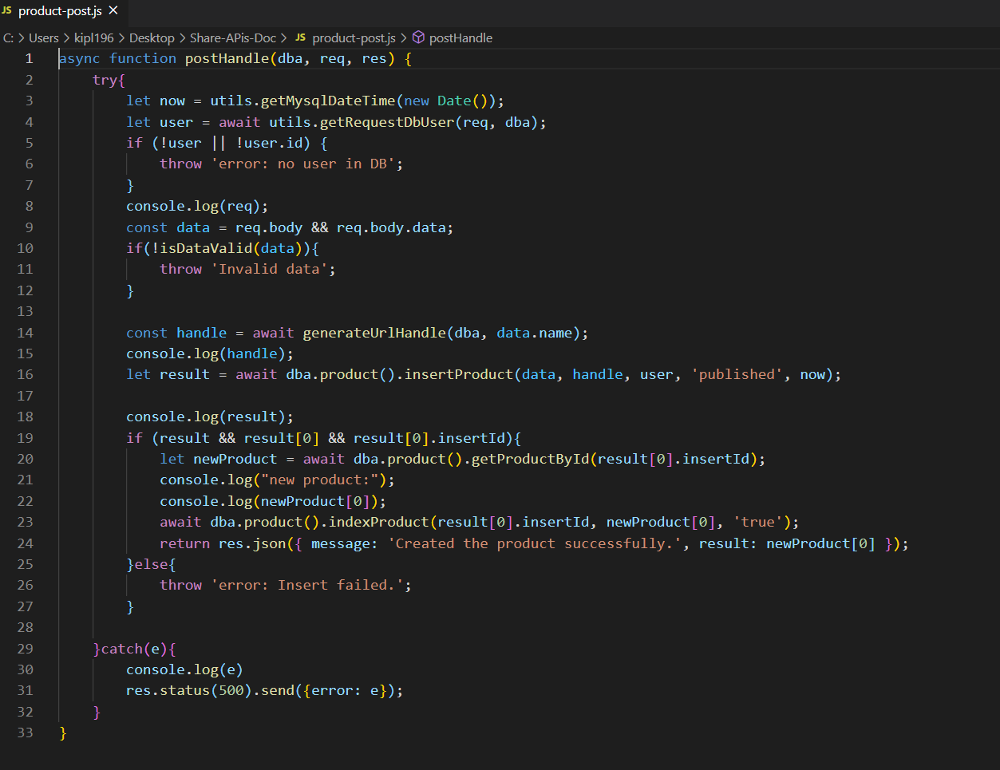 JS product-post.js ×
C: > Users > kipl196 > Desktop > Share-APis-Doc > JS product-post.js > postHandle
1 async function postHandle(dba, req, res) {
2     try{
3         let now = utils.getMysqlDateTime(new Date());
4         let user = await utils.getRequestDbUser(req, dba);
5         if (!user || !user.id) {
6             throw 'error: no user in DB';
7         }
8         console.log(req);
9         const data = req.body && req.body.data;
10         if(!isDataValid(data)){
11             throw 'Invalid data';
12         }
13
14         const handle = await generateUrlHandle(dba, data.name);
15         console.log(handle);
16         let result = await dba.product().insertProduct(data, handle, user, 'published', now);
17
18         console.log(result);
19         if (result && result[0] && result[0].insertId){
20             let newProduct = await dba.product().getProductById(result[0].insertId);
21             console.log("new product:");
22             console.log(newProduct[0]);
23             await dba.product().indexProduct(result[0].insertId, newProduct[0], 'true');
24             return res.json({ message: 'Created the product successfully.', result: newProduct[0] });
25         }else{
26             throw 'error: Insert failed.';
27         }
28
29     }catch(e){
30         console.log(e)
31         res.status(500).send({error: e});
32     }
33 }